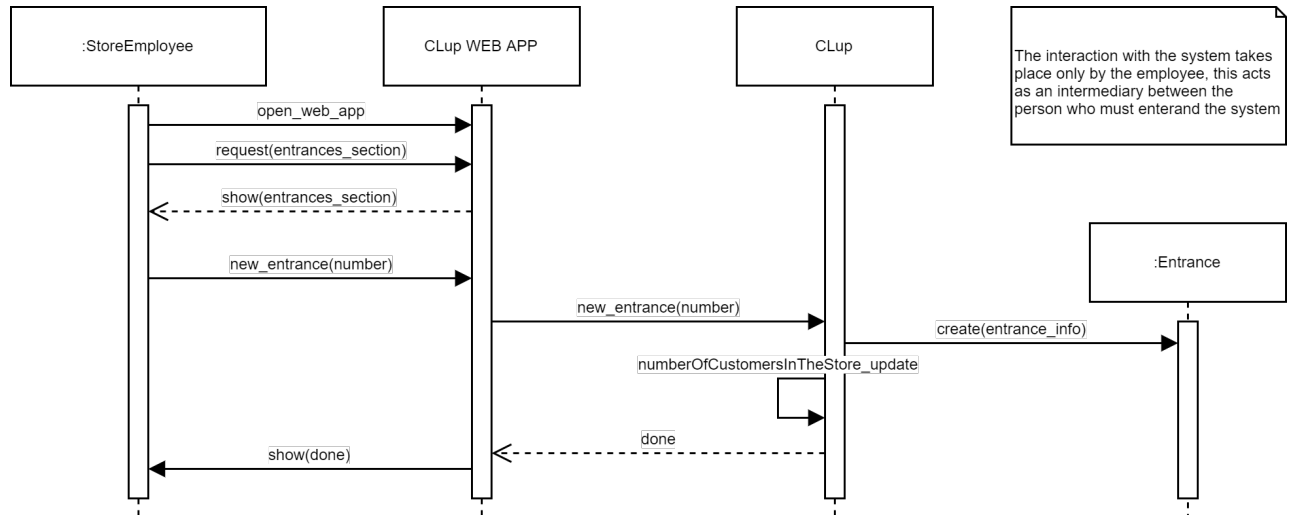 :StoreEmployee
CLup WEB APP
CLup
The interaction with the system takes
place only by the employee, this acts
as an intermediary between the
person who must enterand the system
open_web_app
request(entrances_section)
show(entrances_section)
:Entrance
new_entrance(number)
new_entrance(number)
create(entrance_info)
numberOfCustomersInTheStore_update
done
show(done)